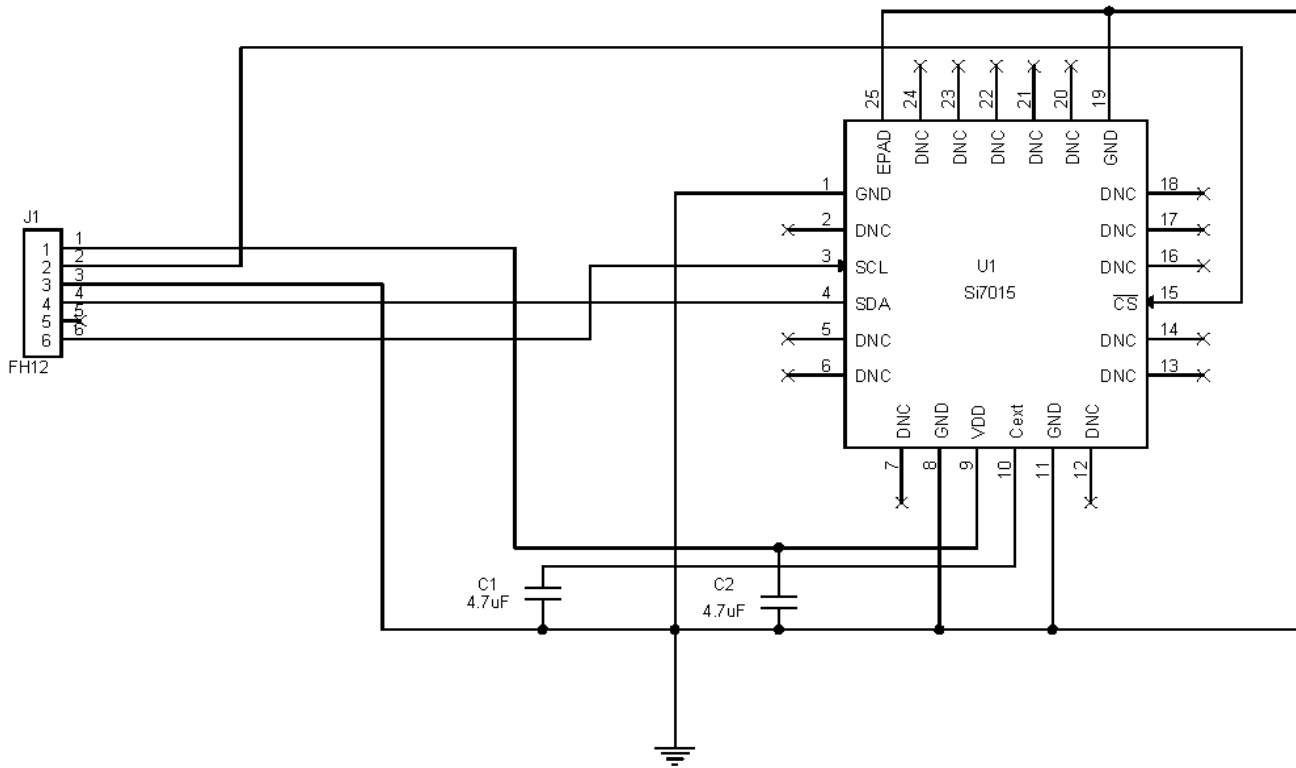 25
24
23
22
21
20
19
EPAD
DNC
DNC
DNC
DNC
DNC
GND
1
GND
DNC
18
2
DNC
DNC
17
3
SCL
U1
Si7015
DNC
16
4
SDA
CS
15
5
DNC
DNC
14
6
DNC
DNC
13
DNC
GND
VDD
Cext
GND
DNC
7
8
9
10
11
12
J1
1
1
2
2
3
3
4
4
5
5
6
6
FH12
C1
4.7uF
C2
4.7uF